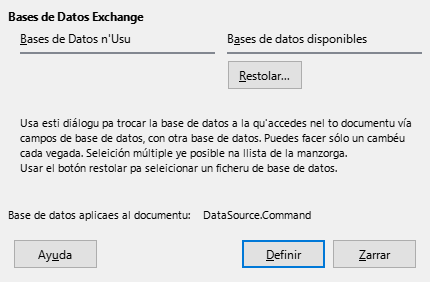 Bases de Datos Exchange
Bases de Datos n'Usu
Bases de datos disponibles
Restolar...
Usa esti diálogu pa trocar la base de datos a la qu'accedes nel to documentu vía
campos de base de datos, con otra base de datos. Puedes facer sólo un cambéu
cada vegada. Seleición múltiple ye posible na llista de la manzorga.
Usar el botón restolar pa seleicionar un ficheru de base de datos.
Base de datos aplicaes al documentu: DataSource.Command
Ayuda
Definir
Zarrar